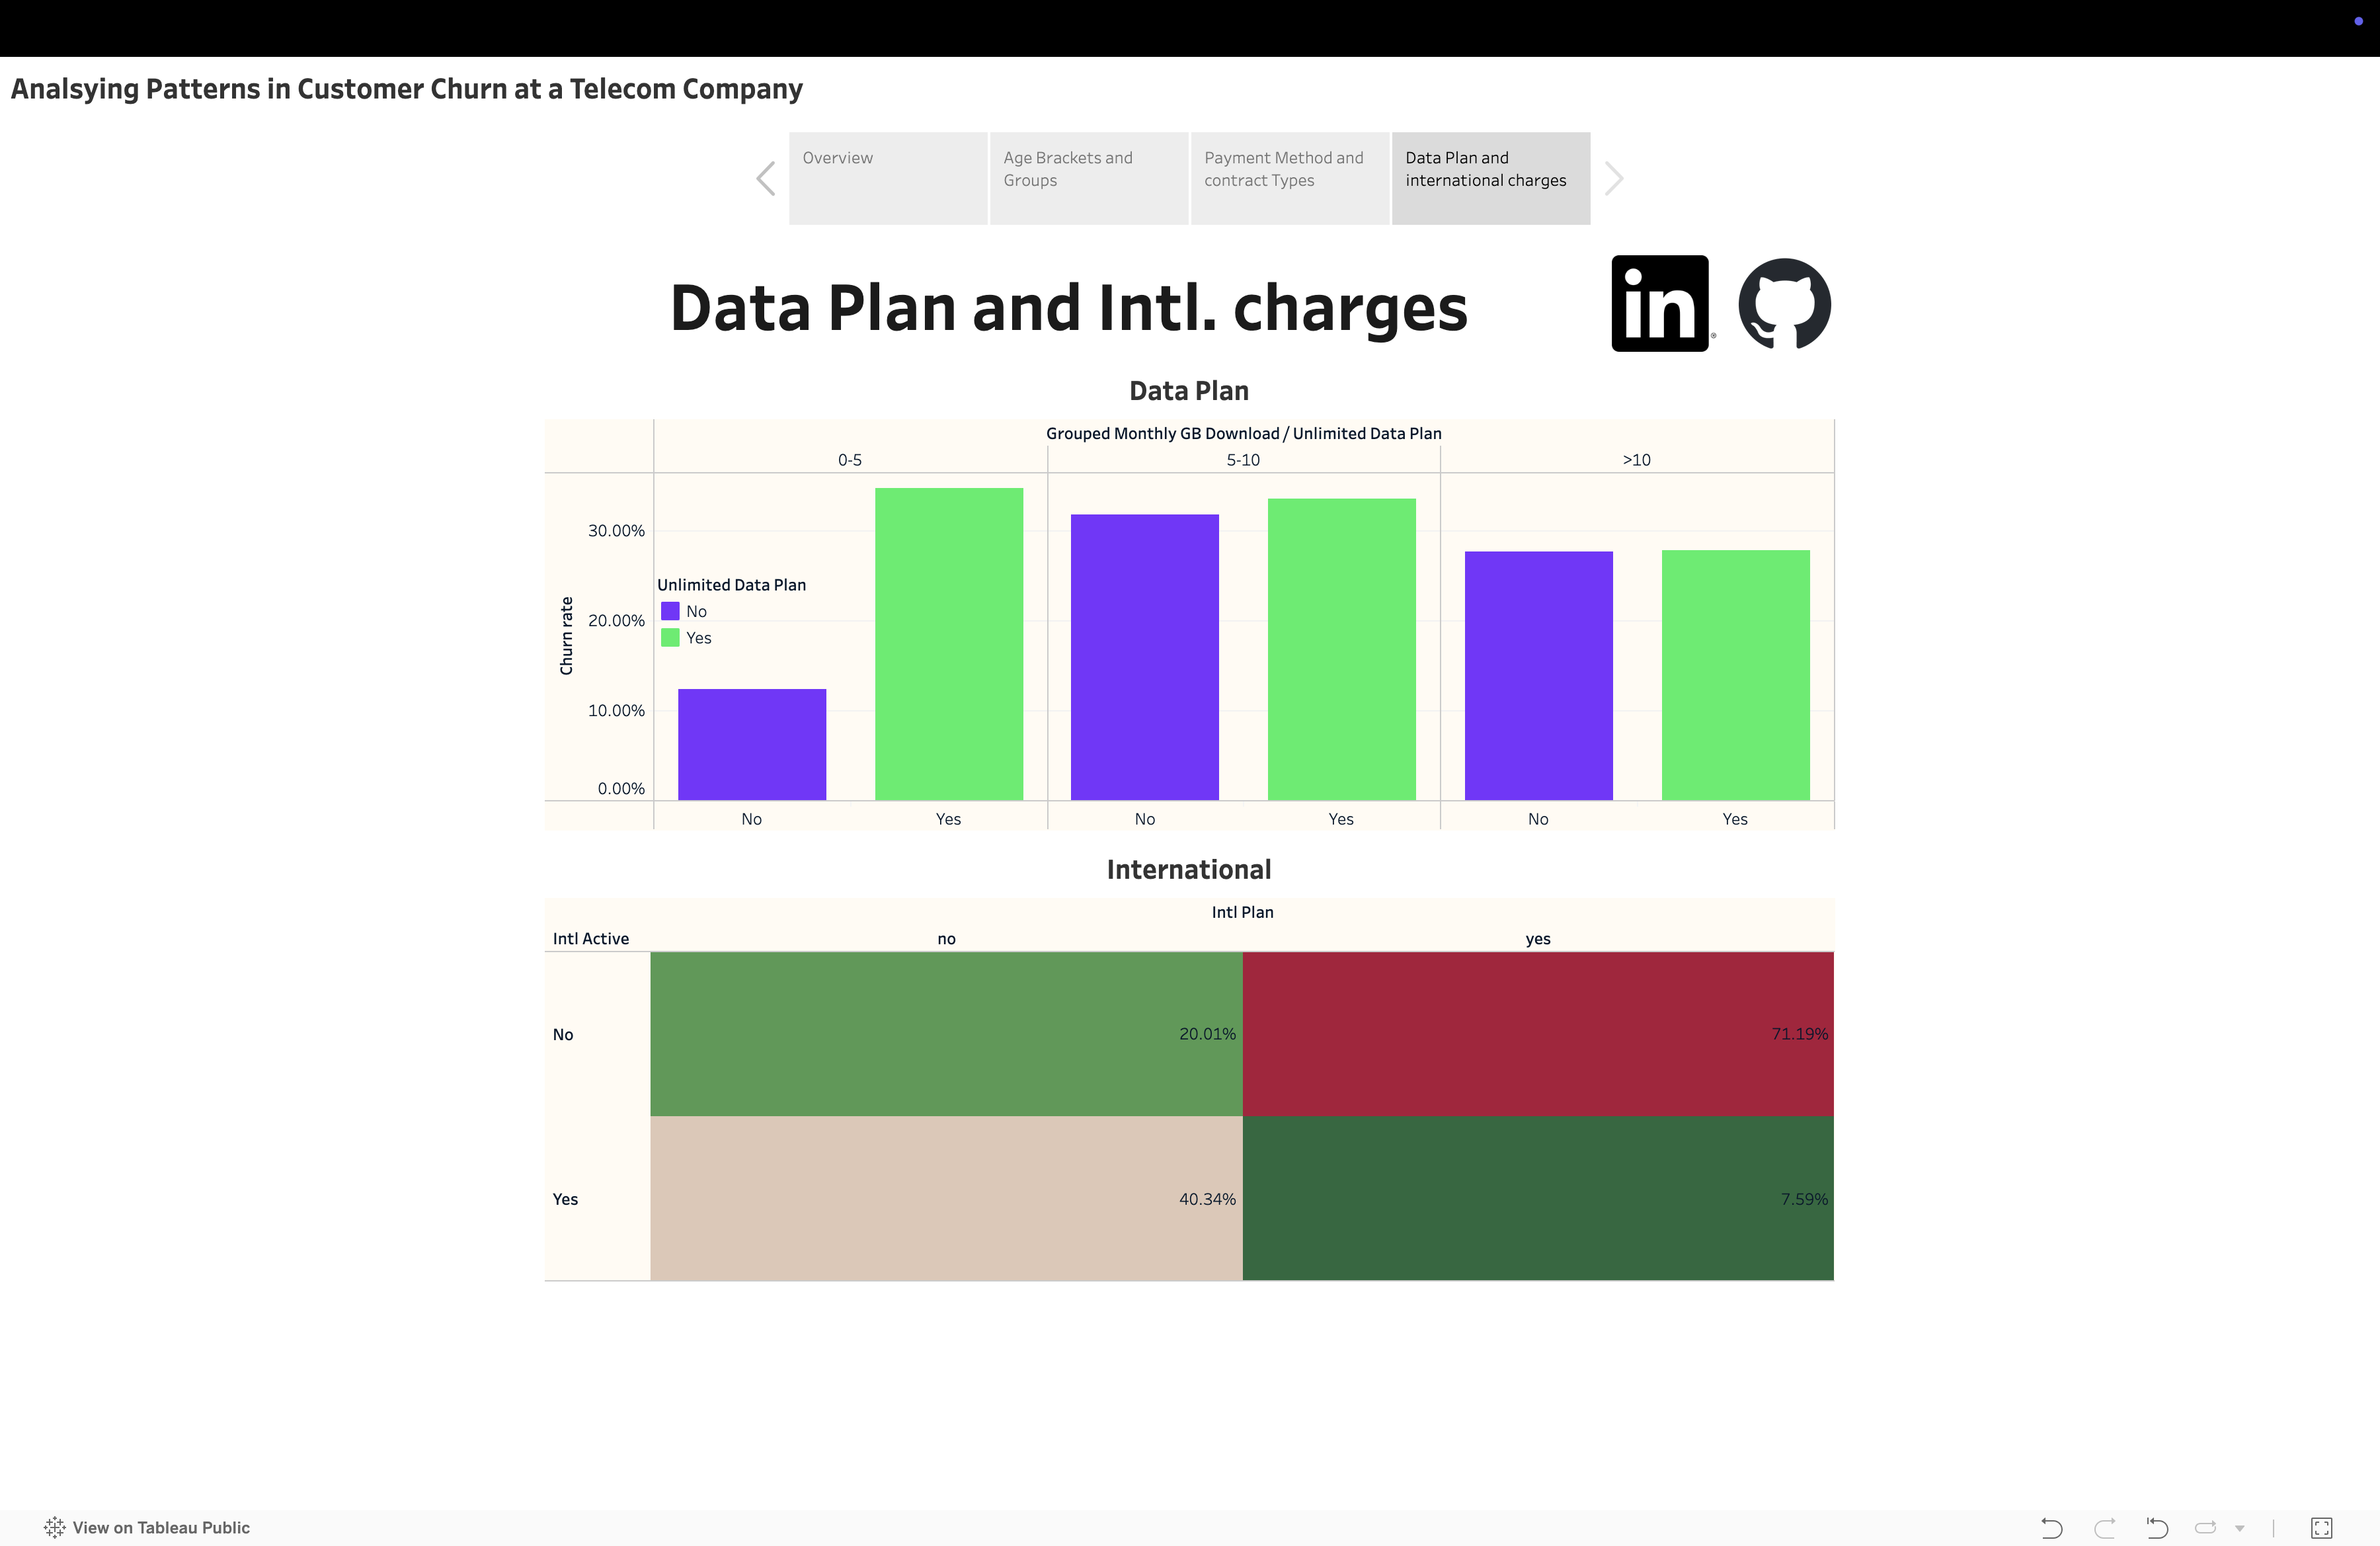 Analsying Patterns in Customer Churn at a Telecom Company
Overview
Age Brackets and
Groups
Payment Method and
contract Types
Data Plan and
international charges
Data Plan and Intl. charges
in
®
Data Plan
Grouped Monthly GB Download / Unlimited Data Plan
0-5
5-10
>10
Churn rate
30.00%
20.00%
10.00%
0.00%
Unlimited Data Plan
No
Yes
No
Yes
No
Yes
No
Yes
International
Intl Plan
Intl Active
no
yes
No
20.01%
71.19%
Yes
40.34%
7.59%
View on Tableau Public